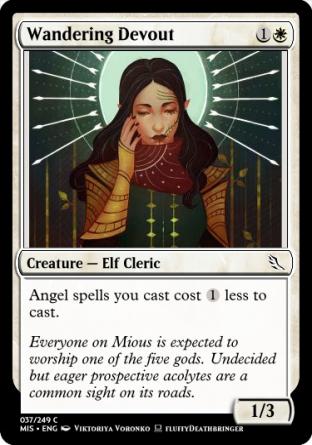 Wandering Devout 1
Creature — Elf Cleric
Angel spells you cast cost 1 less to
cast.
Everyone on Mious is expected to
worship one of the five gods. Undecided
but eager prospective acolytes are a
common sight on its roads.
1/3
037/249 C
MIS • ENG VIKTORIYA VORONKO FLUFFYDEATHBRINGER